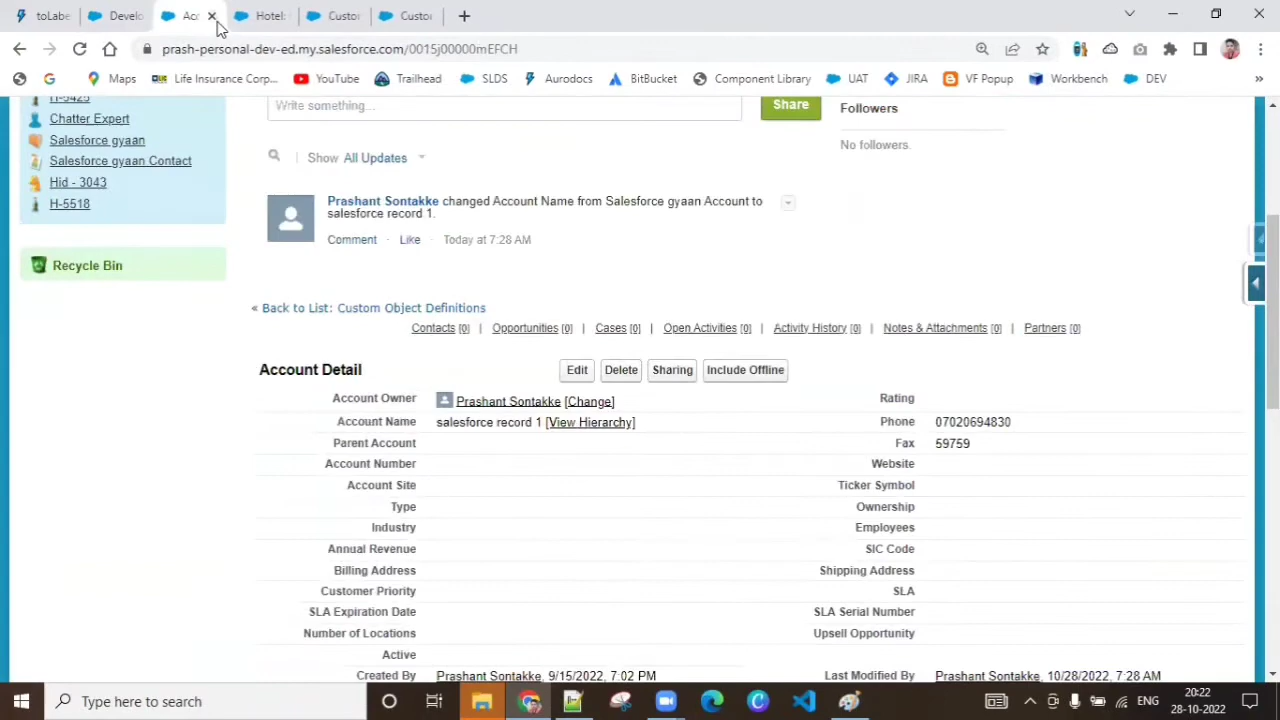 toLabe
Develo
Acc
Hotel:
Custo
Custo
prash-personal-dev-ed.my.salesforce.com/0015j00000mEFCH
Maps
Life Insurance Corp...
YouTube
Trailhead
SLDS
Aurodocs
BitBucket
Component Library
UAT
JIRA
VF Popup
Workbench
DEV
»
H-5425
Chatter Expert
Salesforce gyaan
Salesforce gyaan Contact
Hid - 3043
H-5518
Recycle Bin
Write something...
Share
Followers
No followers.
Show All Updates
Prashant Sontakke changed Account Name from Salesforce gyaan Account to
salesforce record 1.
Comment · Like · Today at 7:28 AM
« Back to List: Custom Object Definitions
Contacts [0] | Opportunities [0] | Cases [0] | Open Activities [0] | Activity History [0] | Notes & Attachments [0] | Partners [0]
Account Detail
Edit
Delete
Sharing
Include Offline
Account Owner Prashant Sontakke [Change] Rating
Account Name salesforce record 1 [View Hierarchy] Phone 07020694830
Parent Account Fax 59759
Account Number Website
Account Site Ticker Symbol
Type Ownership
Industry Employees
Annual Revenue SIC Code
Billing Address Shipping Address
Customer Priority SLA
SLA Expiration Date SLA Serial Number
Number of Locations Upsell Opportunity
Active
Created By Prashant Sontakke, 9/15/2022, 7:02 PM Last Modified By Prashant Sontakke, 10/28/2022, 7:28 AM
Type here to search
ENG
20:22
28-10-2022